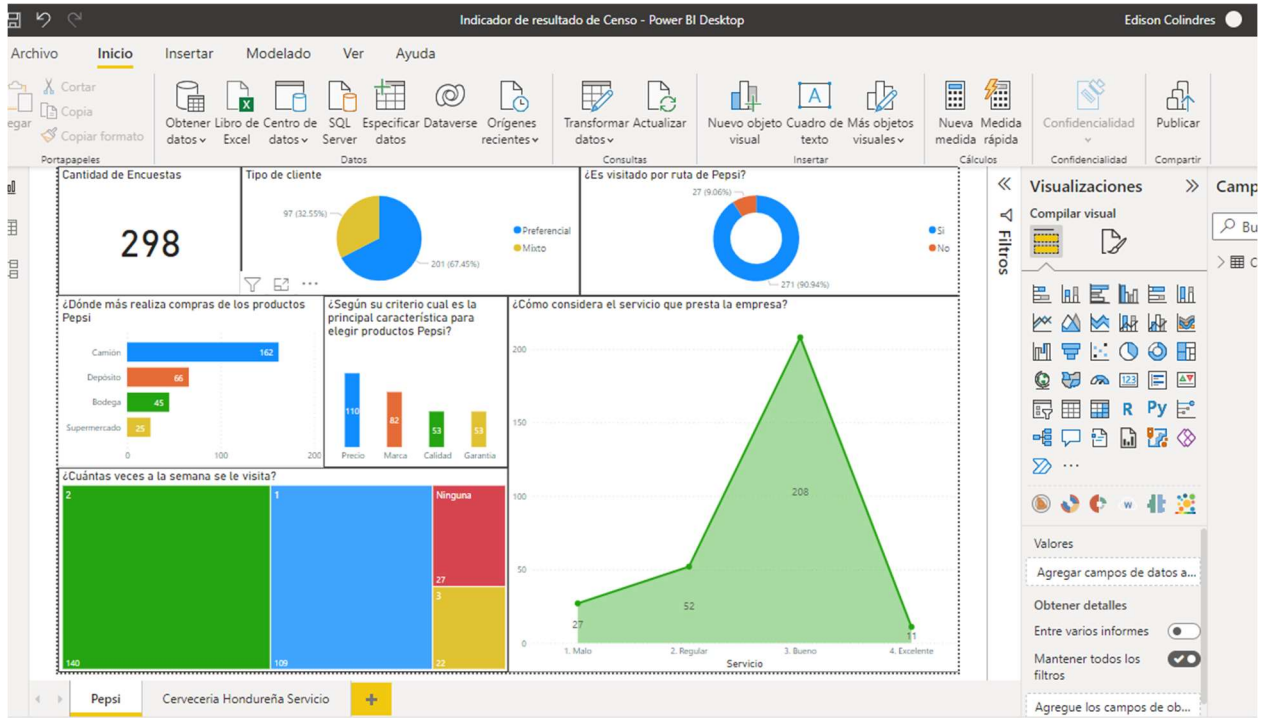 Indicador de resultado de Censo - Power BI Desktop
Edison Colindres
Archivo
Inicio
Insertar
Modelado
Ver
Ayuda
egar
Cortar
Copia
Copiar formato
Portapapeles
Obtener datos
Libro de Excel
Centro de datos
SQL Server
Especificar datos
Dataverse
Orígenes recientes
Datos
Transformar datos
Actualizar
Consultas
Nuevo objeto visual
A
Cuadro de texto
Más objetos visuales
Insertar
Nueva medida
Medida rápida
Cálculos
Confidencialidad
Confidencialidad
Publicar
Compartir
Cantidad de Encuestas
298
Tipo de cliente
97 (32.55%)
201 (67.45%)
Preferencial
Mixto
¿Es visitado por ruta de Pepsi?
27 (9.06%)
271 (90.94%)
Si
No
¿Dónde más realiza compras de los productos
Pepsi
Camión
162
Depósito
66
Bodega
45
Supermercado
25
0
100
200
¿Según su criterio cual es la
principal característica para
elegir productos Pepsi?
110
82
53
53
Precio
Marca
Calidad
Garantia
¿Cómo considera el servicio que presta la empresa?
200
150
100
50
0
27
52
208
11
1. Malo
2. Regular
3. Bueno
4. Excelente
Servicio
¿Cuántas veces a la semana se le visita?
2
140
1
109
Ninguna
27
3
22
Filtros
Visualizaciones
Compilar visual
123
R
Py
w
Valores
Agregar campos de datos a...
Obtener detalles
Entre varios informes
Mantener todos los
filtros
Agregue los campos de ob...
Camp
Bu
C
Pepsi
Cervecería Hondureña Servicio
+